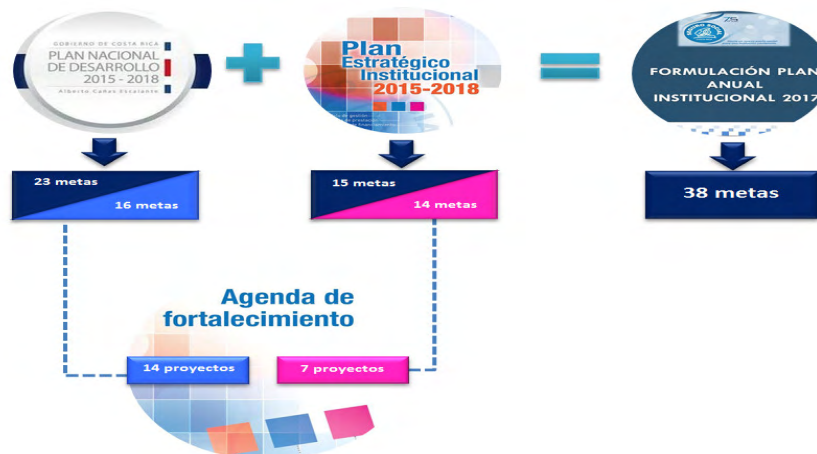 GOBIERNO DE COSTA RICA
PLAN NACIONAL
DE DESARROLLO
2015 - 2018
Alberto Cañas Escalante
Plan
Estratégico
Institucional
2015-2018
FORMULACIÓN PLAN
ANUAL
INSTITUCIONAL 2017
23 metas
16 metas
15 metas
14 metas
38 metas
Agenda de
fortalecimiento
14 proyectos
7 proyectos